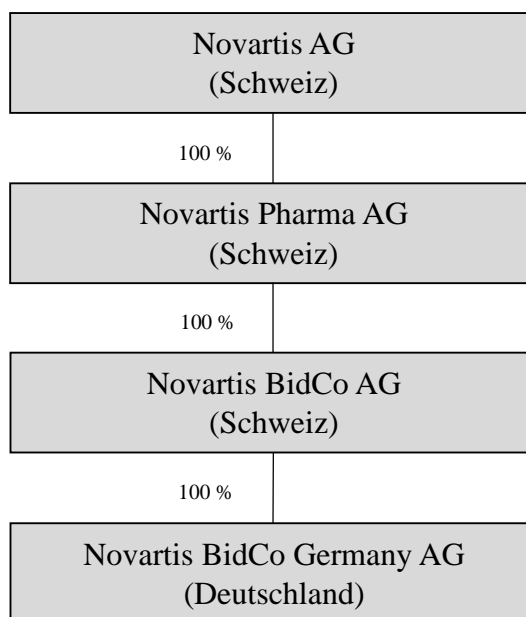 Novartis AG
(Schweiz)
100 %
Novartis Pharma AG
(Schweiz)
100 %
Novartis BidCo AG
(Schweiz)
100 %
Novartis BidCo Germany AG
(Deutschland)